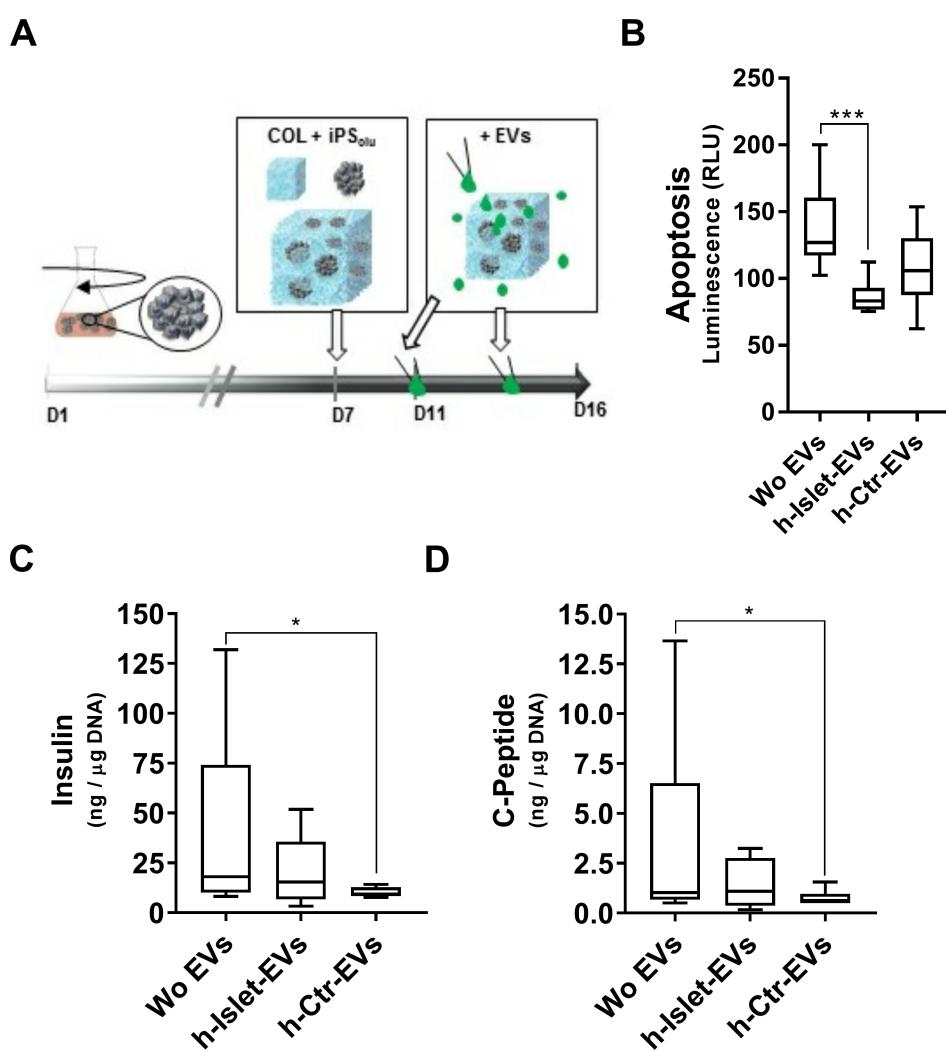 A
COL + iPSclu
+ EVs
D1
D7
D11
D16
B
Apoptosis
Luminescence (RLU)
250
200
150
100
50
0
***
Wo EVs
h-Islet-EVs
h-Ctr-EVs
C
Insulin
(ng / µg DNA)
150
125
100
75
50
25
0
*
Wo EVs
h-Islet-EVs
h-Ctr-EVs
D
C-Peptide
(ng / µg DNA)
15.0
12.5
10.0
7.5
5.0
2.5
0.0
*
Wo EVs
h-Islet-EVs
h-Ctr-EVs